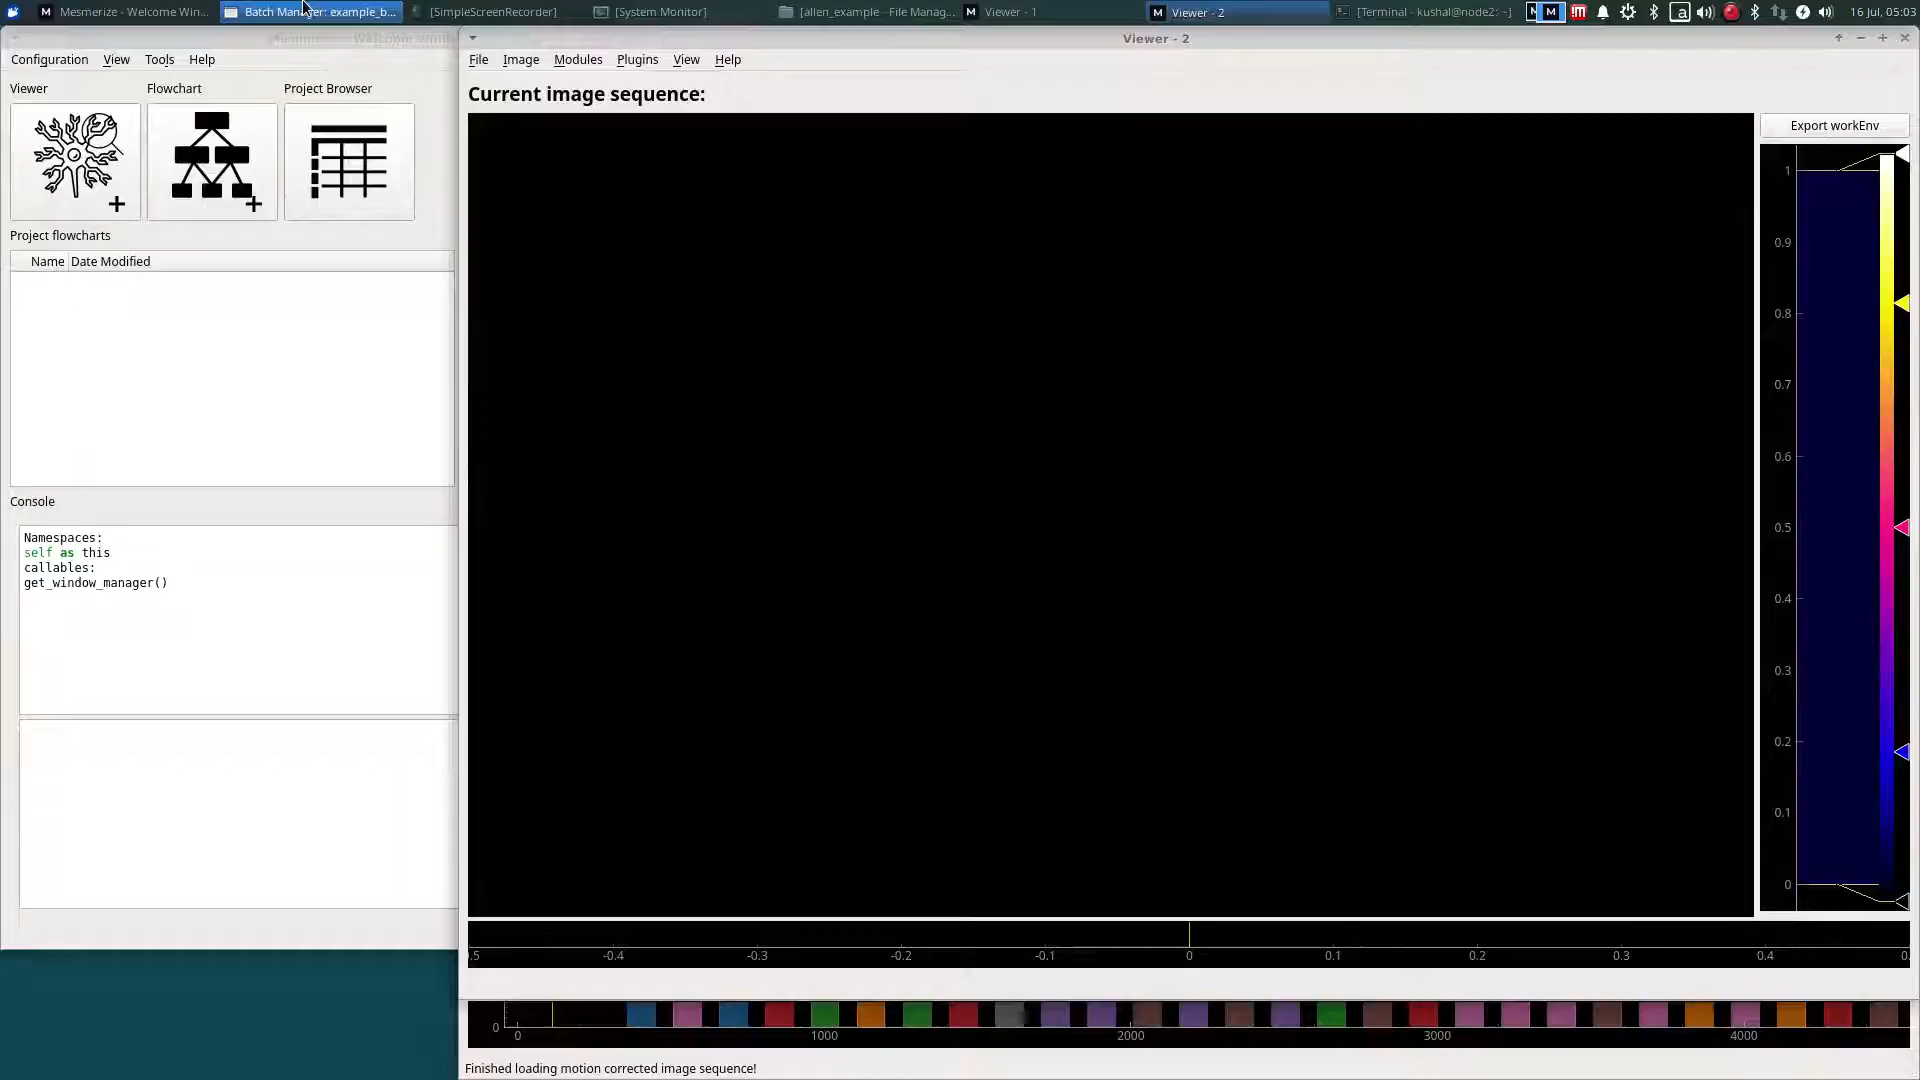 Mesmerize - Welcome Win...
Batch Manager: example_b...
[SimpleScreenRecorder]
[System Monitor]
[allen_example - File Manag...
Viewer - 1
Viewer - 2
[Terminal - kushal@node2: ~]
16 Jul, 05:03
Viewer - 2
Configuration View Tools Help
File Image Modules Plugins View Help
Viewer
Flowchart
Project Browser
Current image sequence:
Export workEnv
Project flowcharts
Name Date Modified
Console
Namespaces:
self as this
callables:
get_window_manager()
1
0.9
0.8
0.7
0.6
0.5
0.4
0.3
0.2
0.1
0
.5 -0.4 -0.3 -0.2 -0.1 0 0.1 0.2 0.3 0.4 0.
0
0 1000 2000 3000 4000
Finished loading motion corrected image sequence!